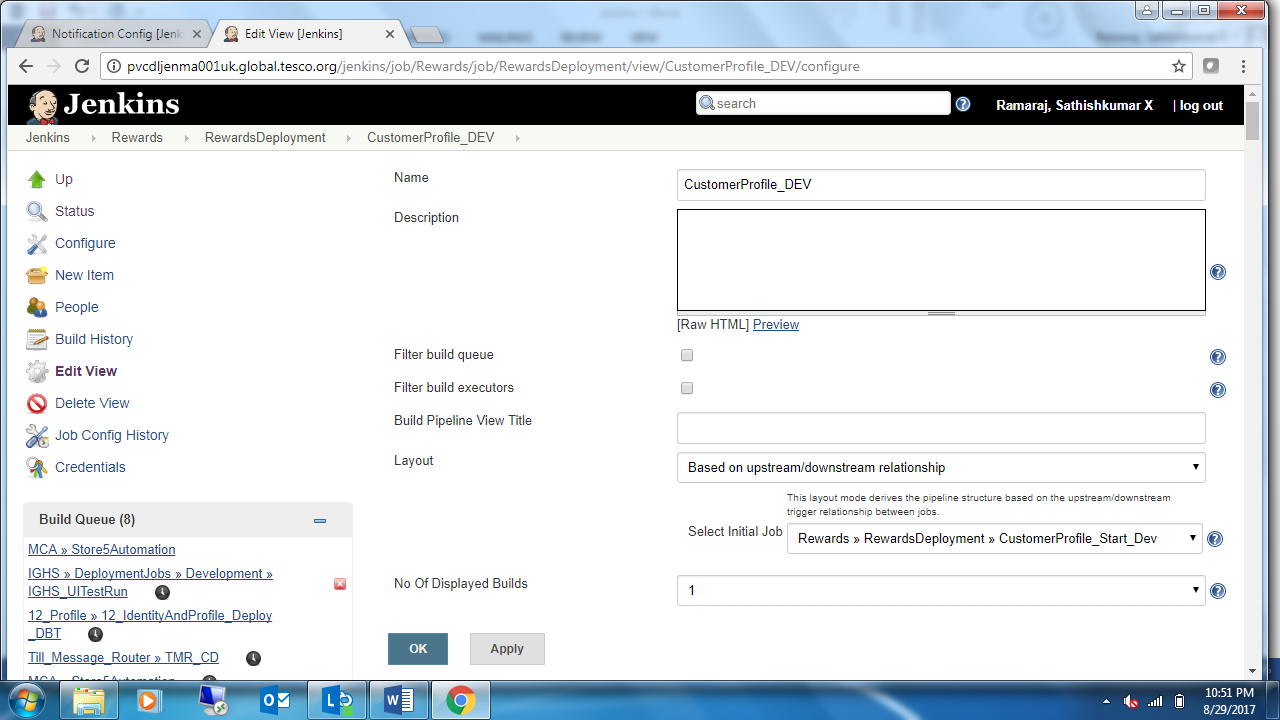 Notification Config [Jenk
Edit View [Jenkins]
pvcdljenma001uk.global.tesco.org/jenkins/job/Rewards/job/RewardsDeployment/view/CustomerProfile_DEV/configure
Jenkins
search
Ramaraj, Sathishkumar X
| log out
Jenkins
Rewards
RewardsDeployment
CustomerProfile_DEV
Up
Status
Configure
New Item
People
Build History
Edit View
Delete View
Job Config History
Credentials
Build Queue (8)
MCA » Store5Automation
IGHS » DeploymentJobs » Development »
IGHS_UITestRun
12_Profile » 12_IdentityAndProfile_Deploy
_DBT
Till_Message_Router » TMR_CD
MCA » Store5Automation
Name
CustomerProfile_DEV
Description
[Raw HTML] Preview
Filter build queue
Filter build executors
Build Pipeline View Title
Layout
Based on upstream/downstream relationship
This layout mode derives the pipeline structure based on the upstream/downstream
trigger relationship between jobs.
Select Initial Job
Rewards » RewardsDeployment » CustomerProfile_Start_Dev
No Of Displayed Builds
1
OK
Apply
10:51 PM
8/29/2017